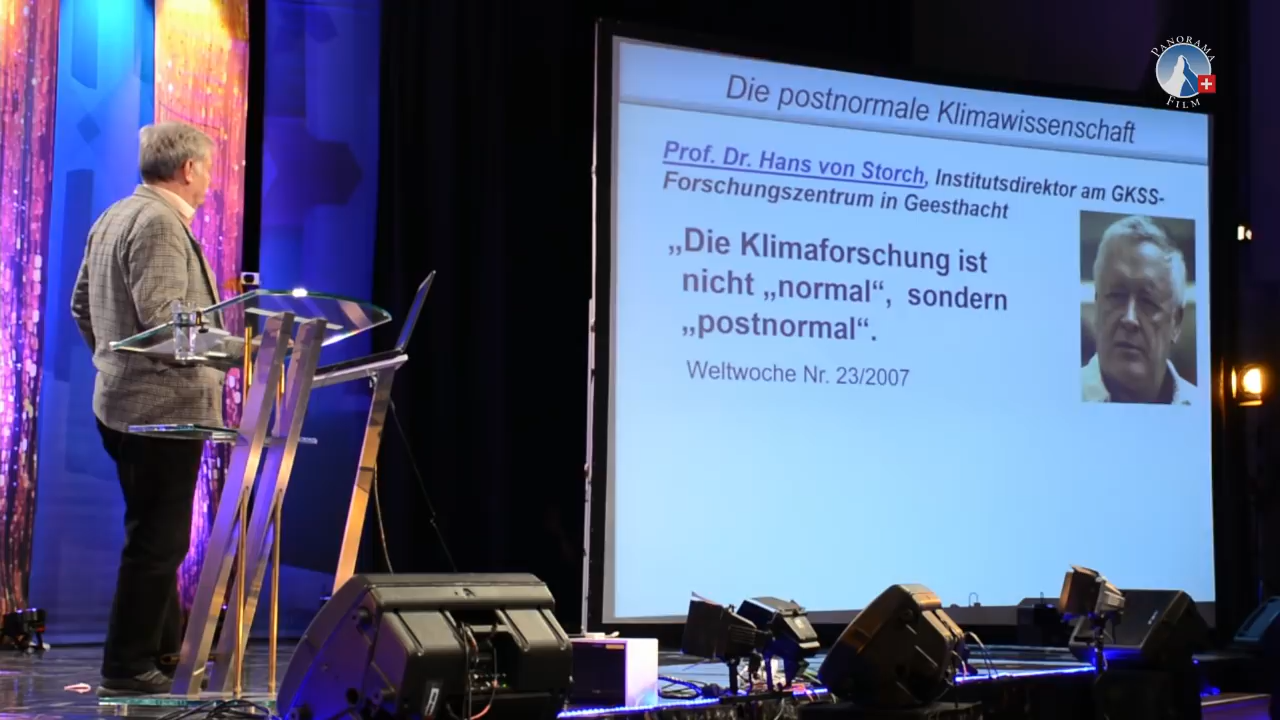 PANORAMA
FILM
Die postnormale Klimawissenschaft
Prof. Dr. Hans von Storch, Institutsdirektor am GKSS-
Forschungszentrum in Geesthacht
„Die Klimaforschung ist
nicht „normal“, sondern
„postnormal“.
Weltwoche Nr. 23/2007